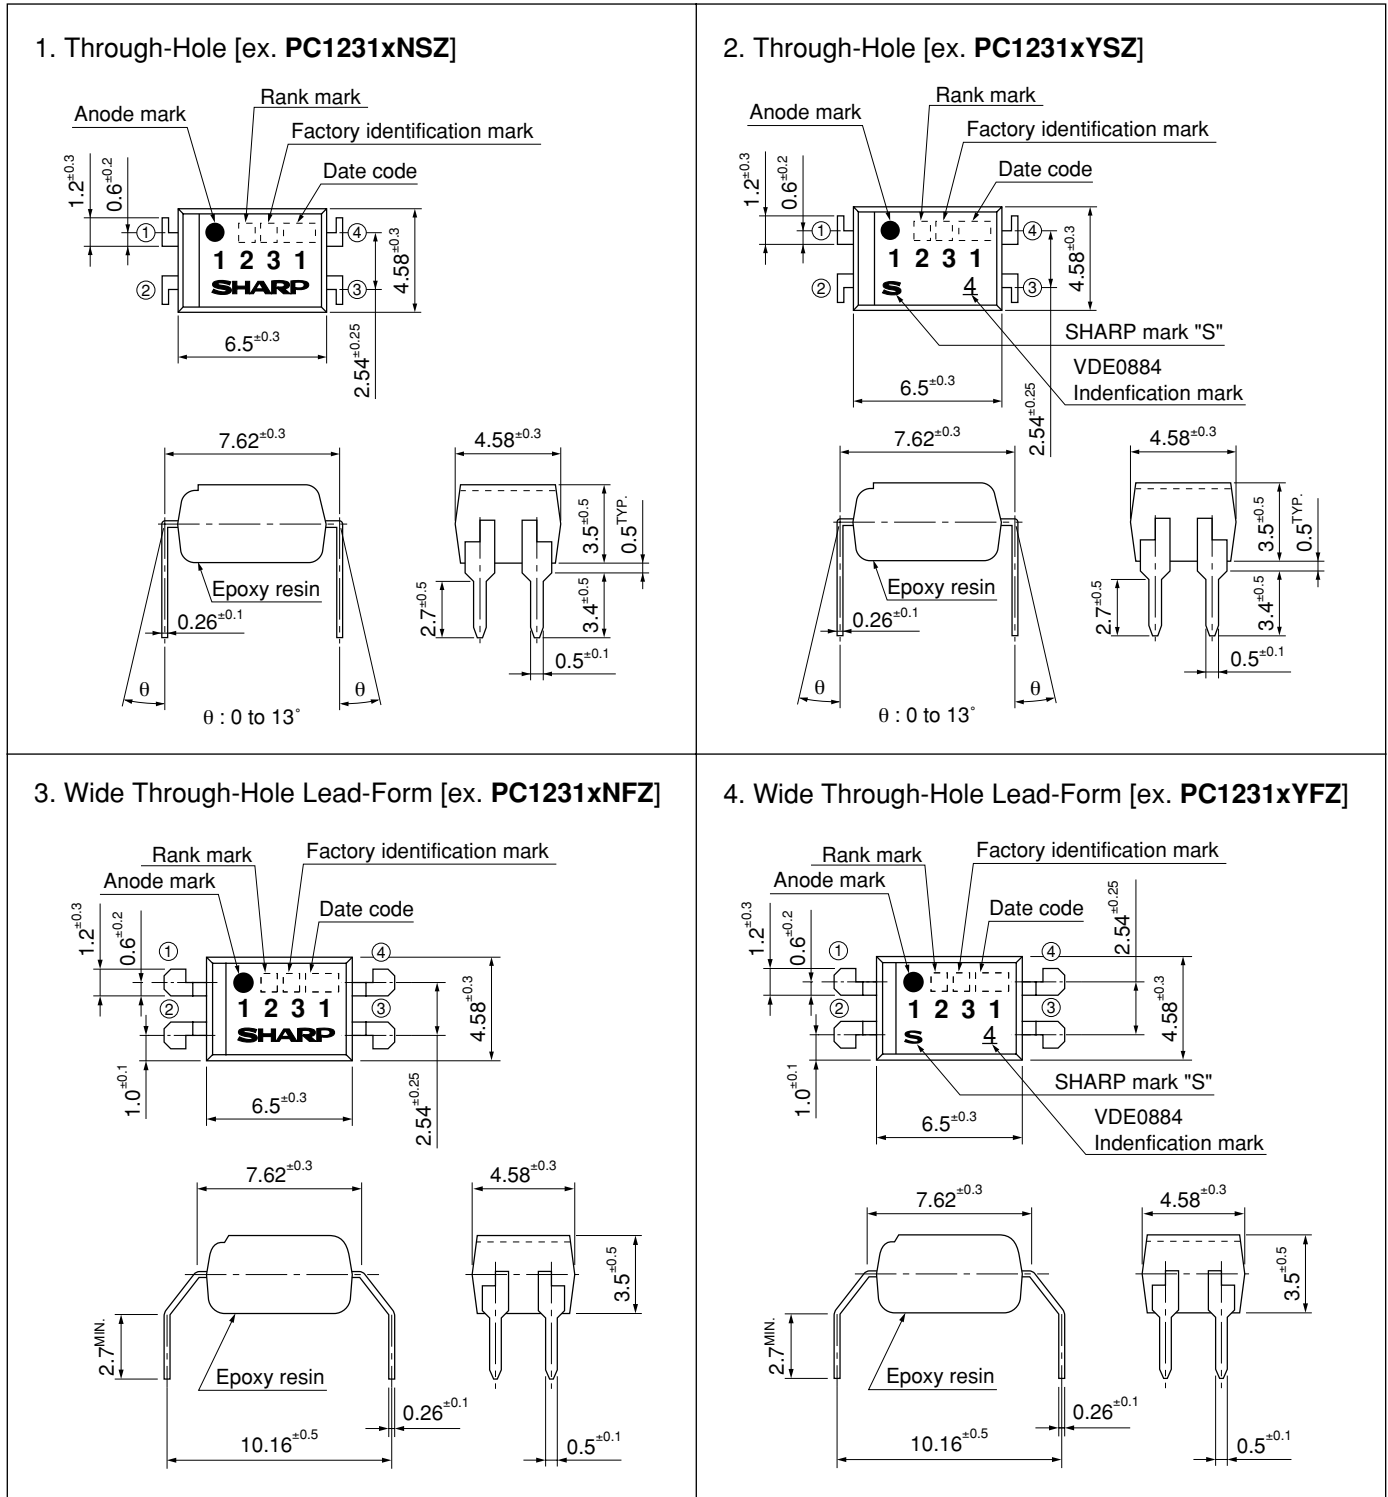 1. Through-Hole [ex. PC1231xNSZ]
Anode mark
Rank mark
Factory identification mark
Date code
1.2±0.3
0.6±0.2
① ④
1 2 3 1
② ③
SHARP
4.58±0.3
6.5±0.3
2.54±0.25
7.62±0.3
4.58±0.3
3.5±0.5
0.5TYP.
Epoxy resin
0.26±0.1
2.7±0.5
3.4±0.5
0.5±0.1
θ θ
θ : 0 to 13˚
2. Through-Hole [ex. PC1231xYSZ]
Anode mark
Rank mark
Factory identification mark
Date code
1.2±0.3
0.6±0.2
① ④
1 2 3 1
② ③
S 4
4.58±0.3
SHARP mark "S"
VDE0884
Indenfication mark
6.5±0.3
2.54±0.25
7.62±0.3
4.58±0.3
3.5±0.5
0.5TYP.
Epoxy resin
0.26±0.1
2.7±0.5
3.4±0.5
0.5±0.1
θ θ
θ : 0 to 13˚
3. Wide Through-Hole Lead-Form [ex. PC1231xNFZ]
Rank mark
Factory identification mark
Anode mark
Date code
1.2±0.3
0.6±0.2
① ④
② ③
1 2 3 1
SHARP
4.58±0.3
1.0±0.1
6.5±0.3
2.54±0.25
7.62±0.3
4.58±0.3
3.5±0.5
2.7MIN.
Epoxy resin
0.26±0.1
10.16±0.5
0.5±0.1
4. Wide Through-Hole Lead-Form [ex. PC1231xYFZ]
Rank mark
Factory identification mark
Anode mark
Date code
1.2±0.3
0.6±0.2
2.54±0.25
① ④
② ③
1 2 3 1
S 4
4.58±0.3
1.0±0.1
SHARP mark "S"
6.5±0.3
VDE0884
Indenfication mark
7.62±0.3
4.58±0.3
3.5±0.5
2.7MIN.
Epoxy resin
0.26±0.1
10.16±0.5
0.5±0.1